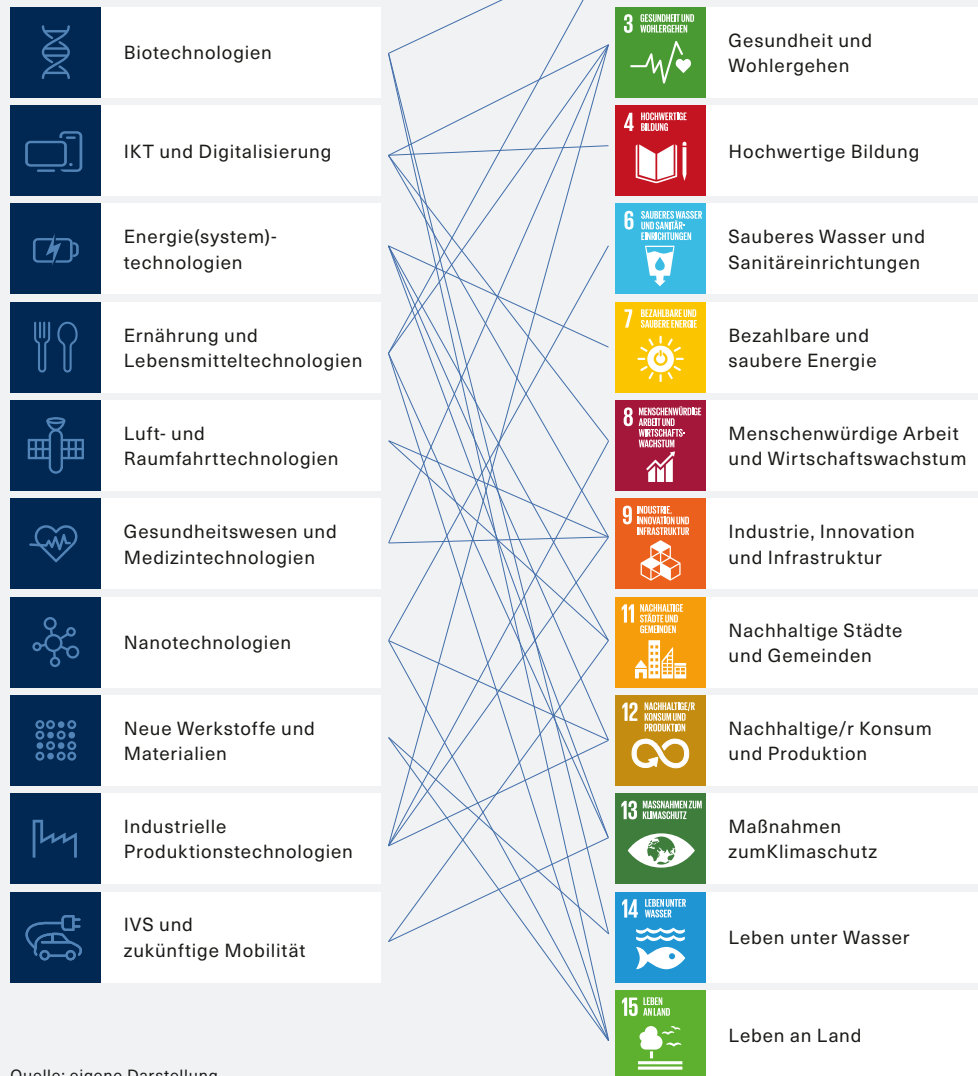 Biotechnologien
IKT und Digitalisierung
Energie(system)-
technologien
Ernährung und
Lebensmitteltechnologien
Luft- und
Raumfahrttechnologien
Gesundheitswesen und
Medizintechnologien
Nanotechnologien
Neue Werkstoffe und
Materialien
Industrielle
Produktionstechnologien
IVS und
zukünftige Mobilität
3 GESUNDHEIT UND
WOHLERGEHEN
Gesundheit und
Wohlergehen
4 HOCHWERTIGE
BILDUNG
Hochwertige Bildung
6 SAUBERES WASSER
UND SANITÄR-
EINRICHTUNGEN
Sauberes Wasser und
Sanitäreinrichtungen
7 BEZAHLBARE UND
SAUBERE ENERGIE
Bezahlbare und
saubere Energie
8 MENSCHENWÜRDIGE
ARBEIT UND
WIRTSCHAFTS-
WACHSTUM
Menschenwürdige Arbeit
und Wirtschaftswachstum
9 INDUSTRIE,
INNOVATION UND
INFRASTRUKTUR
Industrie, Innovation
und Infrastruktur
11 NACHHALTIGE
STÄDTE UND
GEMEINDEN
Nachhaltige Städte
und Gemeinden
12 NACHHALTIGE/R
KONSUM UND
PRODUKTION
Nachhaltige/r Konsum
und Produktion
13 MASSNAHMEN ZUM
KLIMASCHUTZ
Maßnahmen
zumKlimaschutz
14 LEBEN UNTER
WASSER
Leben unter Wasser
15 LEBEN
AN LAND
Leben an Land
Quelle: eigene Darstellung